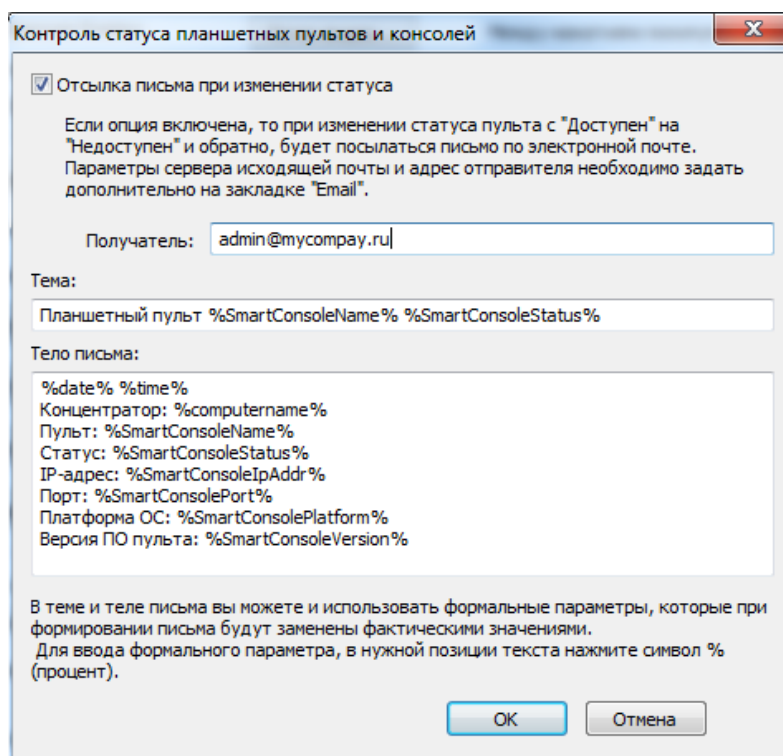 Контроль статуса планшетных пультов и консолей
Отсылка письма при изменении статуса
Если опция включена, то при изменении статуса пульта с "Доступен" на
"Недоступен" и обратно, будет посылаться письмо по электронной почте.
Параметры сервера исходящей почты и адрес отправителя необходимо задать
дополнительно на закладке "Email".
Получатель: admin@mycompay.ru
Тема:
Планшетный пульт %SmartConsoleName% %SmartConsoleStatus%
Тело письма:
%date% %time%
Концентратор: %computername%
Пульт: %SmartConsoleName%
Статус: %SmartConsoleStatus%
IP-адрес: %SmartConsoleIpAddr%
Порт: %SmartConsolePort%
Платформа ОС: %SmartConsolePlatform%
Версия ПО пульта: %SmartConsoleVersion%
В теме и теле письма вы можете и использовать формальные параметры, которые при
формировании письма будут заменены фактическими значениями.
Для ввода формального параметра, в нужной позиции текста нажмите символ %
(процент).
OK Отмена